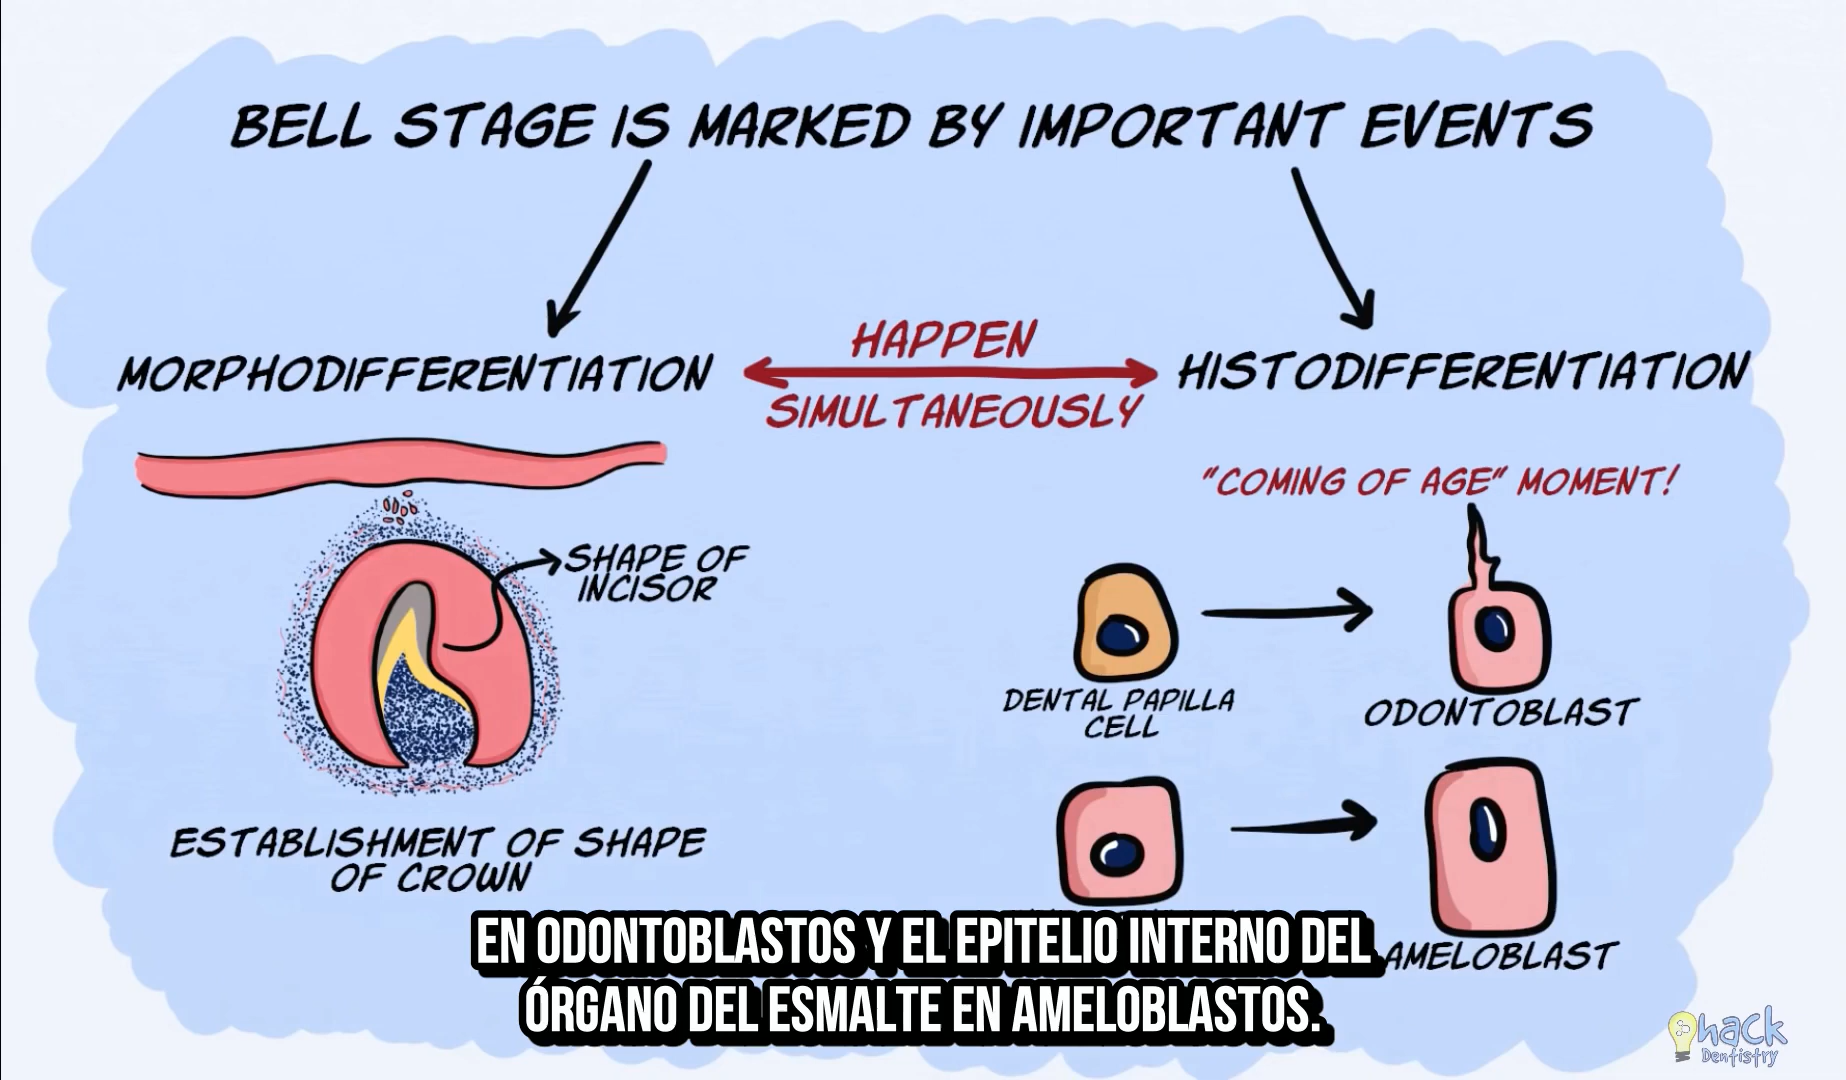 BELL STAGE IS MARKED BY IMPORTANT EVENTS
MORPHODIFFERENTIATION
HAPPEN
SIMULTANEOUSLY
HISTODIFFERENTIATION
"COMING OF AGE" MOMENT!
SHAPE OF
INCISOR
DENTAL PAPILLA
CELL
ODONTOBLAST
ESTABLISHMENT OF SHAPE
OF CROWN
AMELOBLAST
EN ODONTOBLASTOS Y EL EPITELIO INTERNO DEL
ÓRGANO DEL ESMALTE EN AMELOBLASTOS.
hack
Dentistry